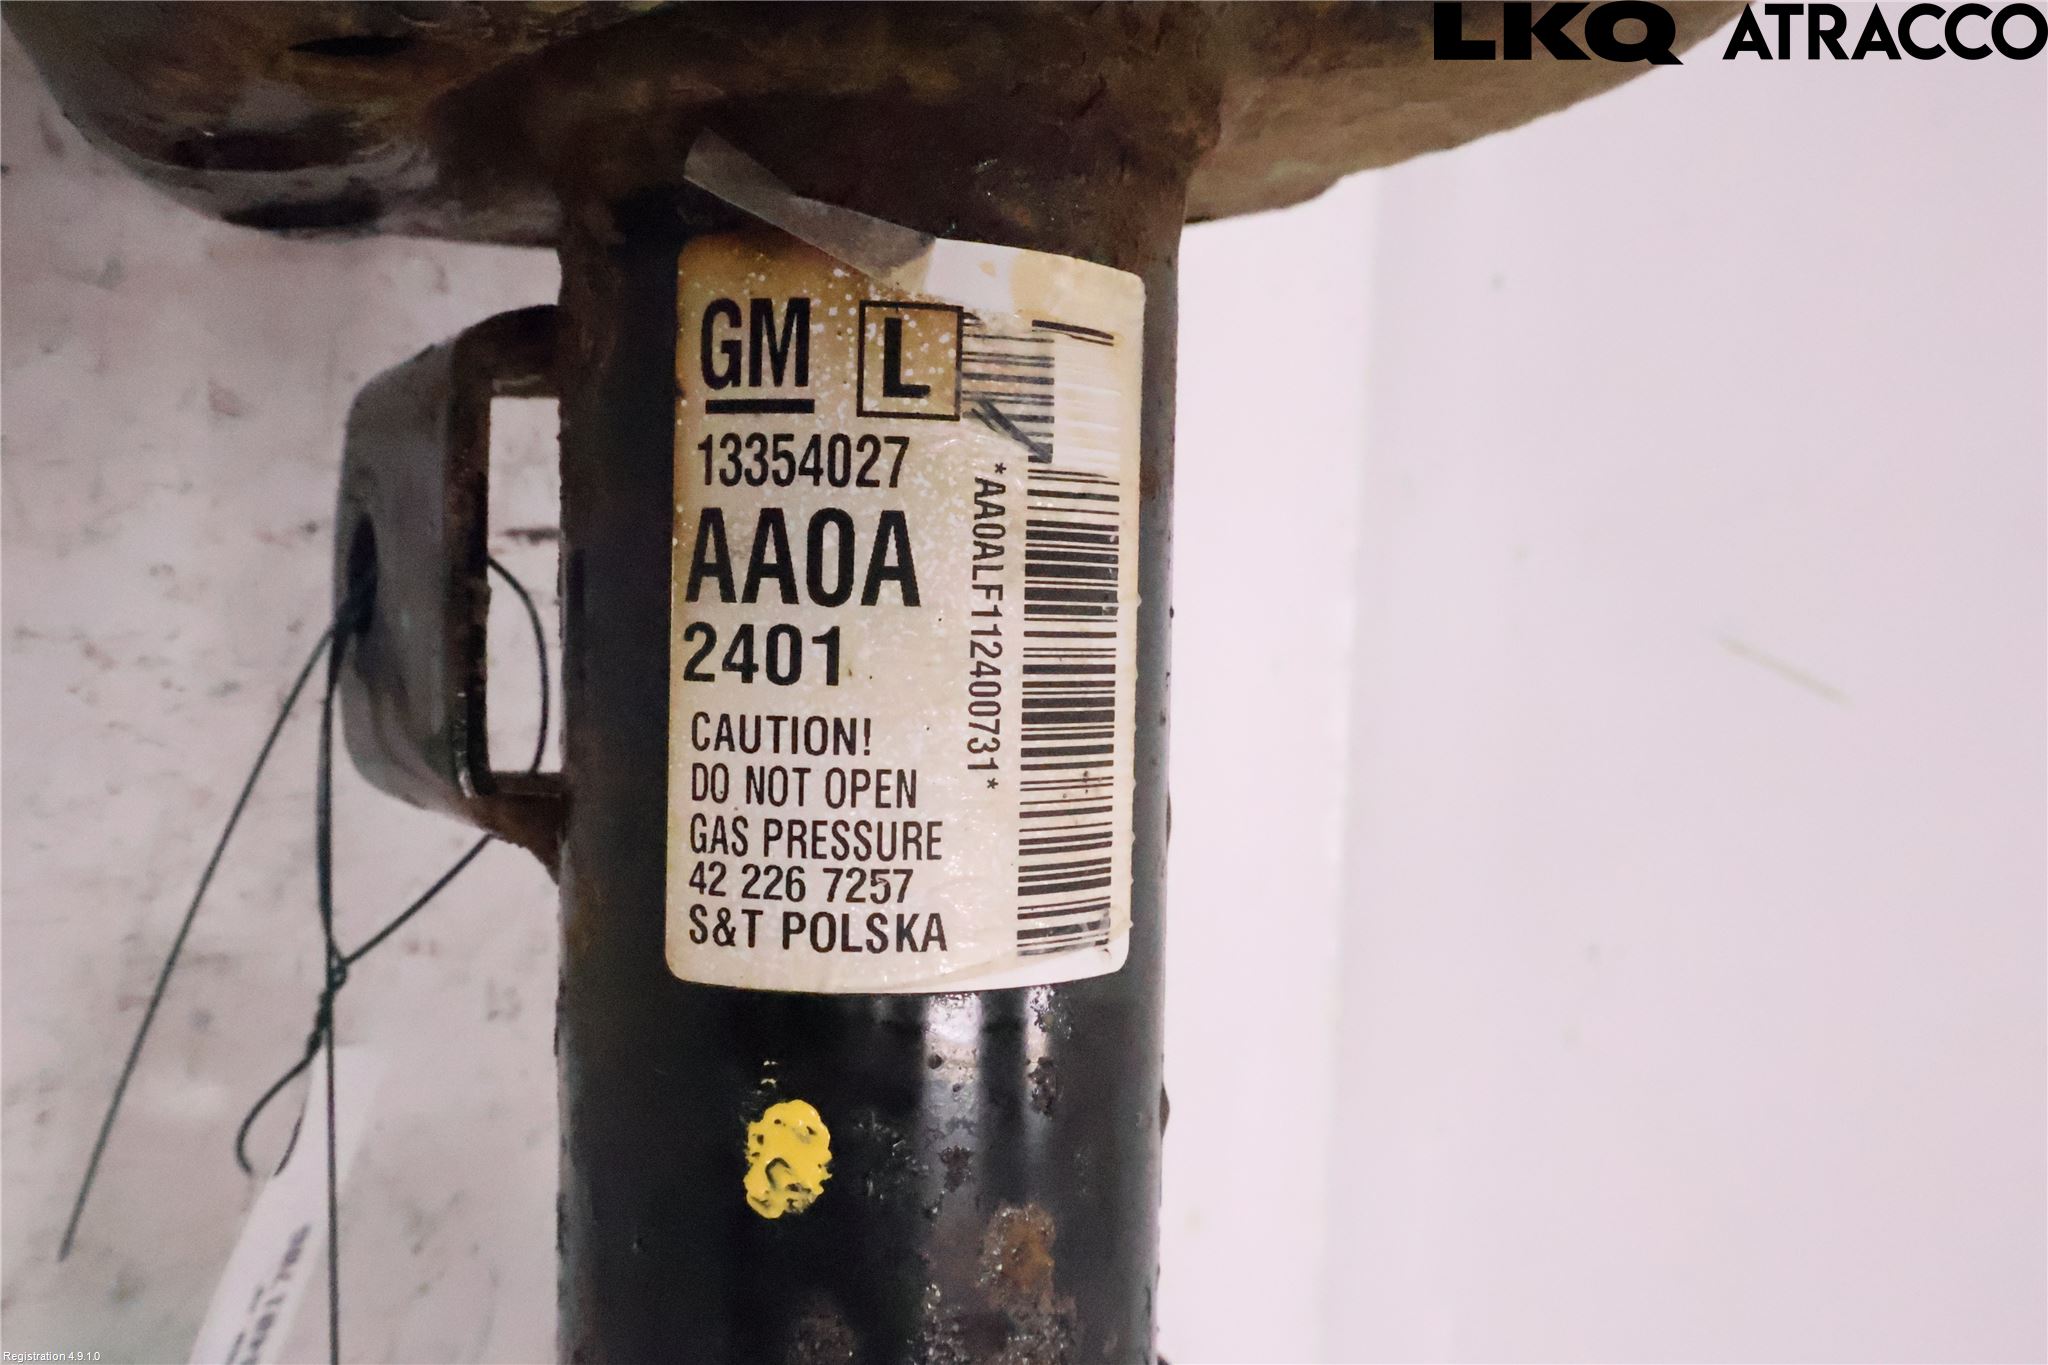 LKQ ATRACCO
GM L
13354027
AA0A
2401
CAUTION!
DO NOT OPEN
GAS PRESSURE
42 226 7257
S&T POLSKA
*AA0ALF112400731*
Registration 4.9.1.0